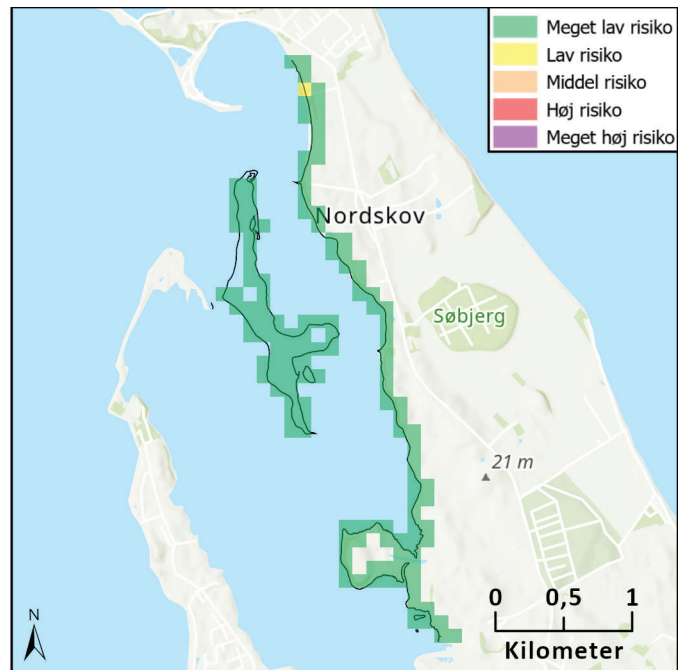 Meget lav risiko
Lav risiko
Middel risiko
Høj risiko
Meget høj risiko
Nordskov
Søbjerg
21 m
N
0 0,5 1
Kilometer